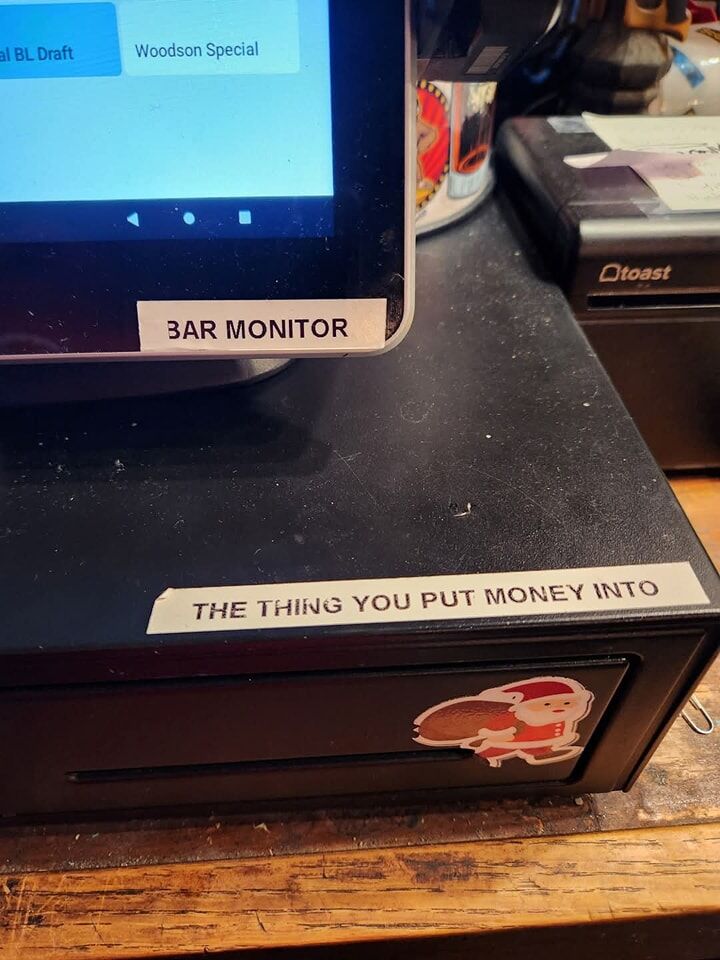 al BL Draft
Woodson Special
toast
BAR MONITOR
THE THING YOU PUT MONEY INTO